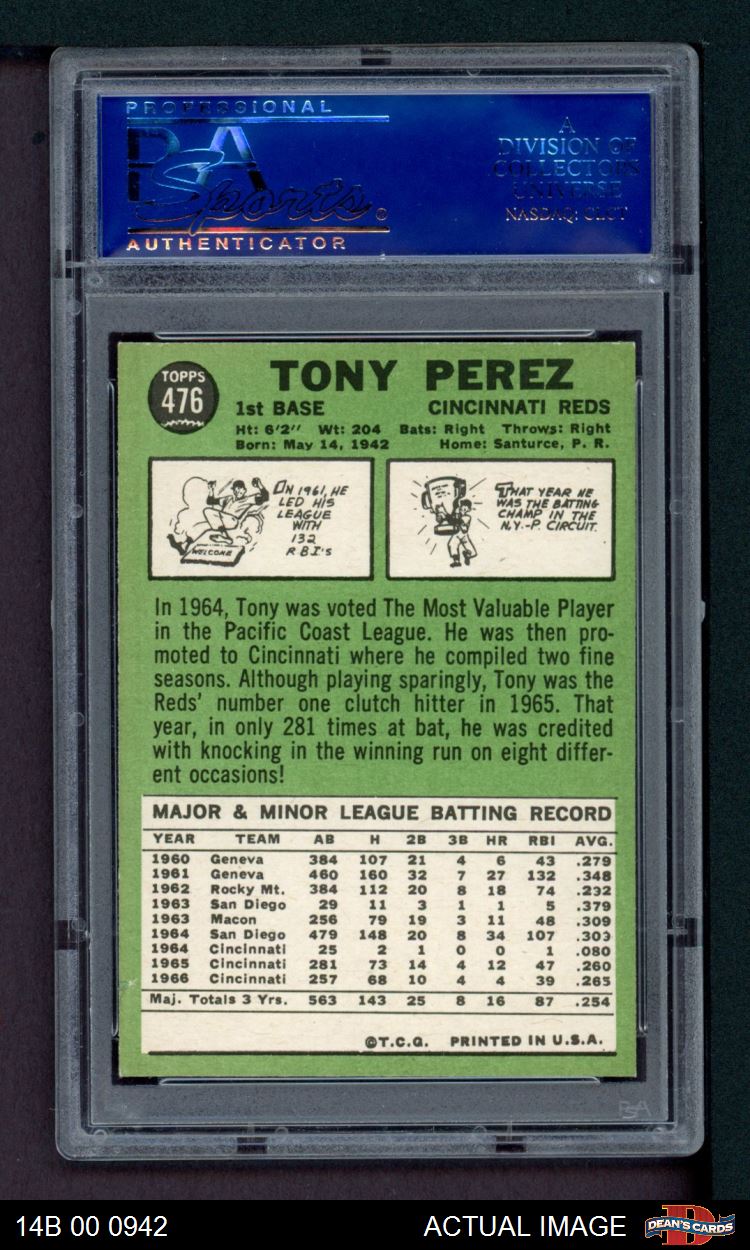 PROFESSIONAL
PSA
Sports
AUTHENTICATOR
A
DIVISION OF
COLLECTORS
UNIVERSE
NASDAQ: CLCT
TOPPS
476
TONY PEREZ
1st BASE CINCINNATI REDS
Ht: 6'2" Wt: 204 Bats: Right Throws: Right
Born: May 14, 1942 Home: Santurce, P. R.
IN 1961, HE
LED HIS
LEAGUE
WITH
132
RBI's
WELCOME
THAT YEAR HE
WAS THE BATTING
CHAMP IN THE
N.Y.-P. CIRCUIT.
In 1964, Tony was voted The Most Valuable Player
in the Pacific Coast League. He was then pro-
moted to Cincinnati where he compiled two fine
seasons. Although playing sparingly, Tony was the
Reds' number one clutch hitter in 1965. That
year, in only 281 times at bat, he was credited
with knocking in the winning run on eight differ-
ent occasions!
MAJOR & MINOR LEAGUE BATTING RECORD
YEAR TEAM AB H 2B 3B HR RBI AVG.
1960 Geneva 384 107 21 4 6 43 .279
1961 Geneva 460 160 32 7 27 132 .348
1962 Rocky Mt. 384 112 20 8 18 74 .292
1963 San Diego 29 11 3 1 1 5 .379
1963 Macon 256 79 19 3 11 48 .309
1964 San Diego 479 148 20 8 34 107 .309
1964 Cincinnati 25 2 1 0 0 1 .080
1965 Cincinnati 281 73 14 4 12 47 .260
1966 Cincinnati 257 68 10 4 4 39 .265
Maj. Totals 3 Yrs. 563 143 25 8 16 87 .254
©T.C.G. PRINTED IN U.S.A.
PSA
14B 00 0942 ACTUAL IMAGE DEAN'S CARDS